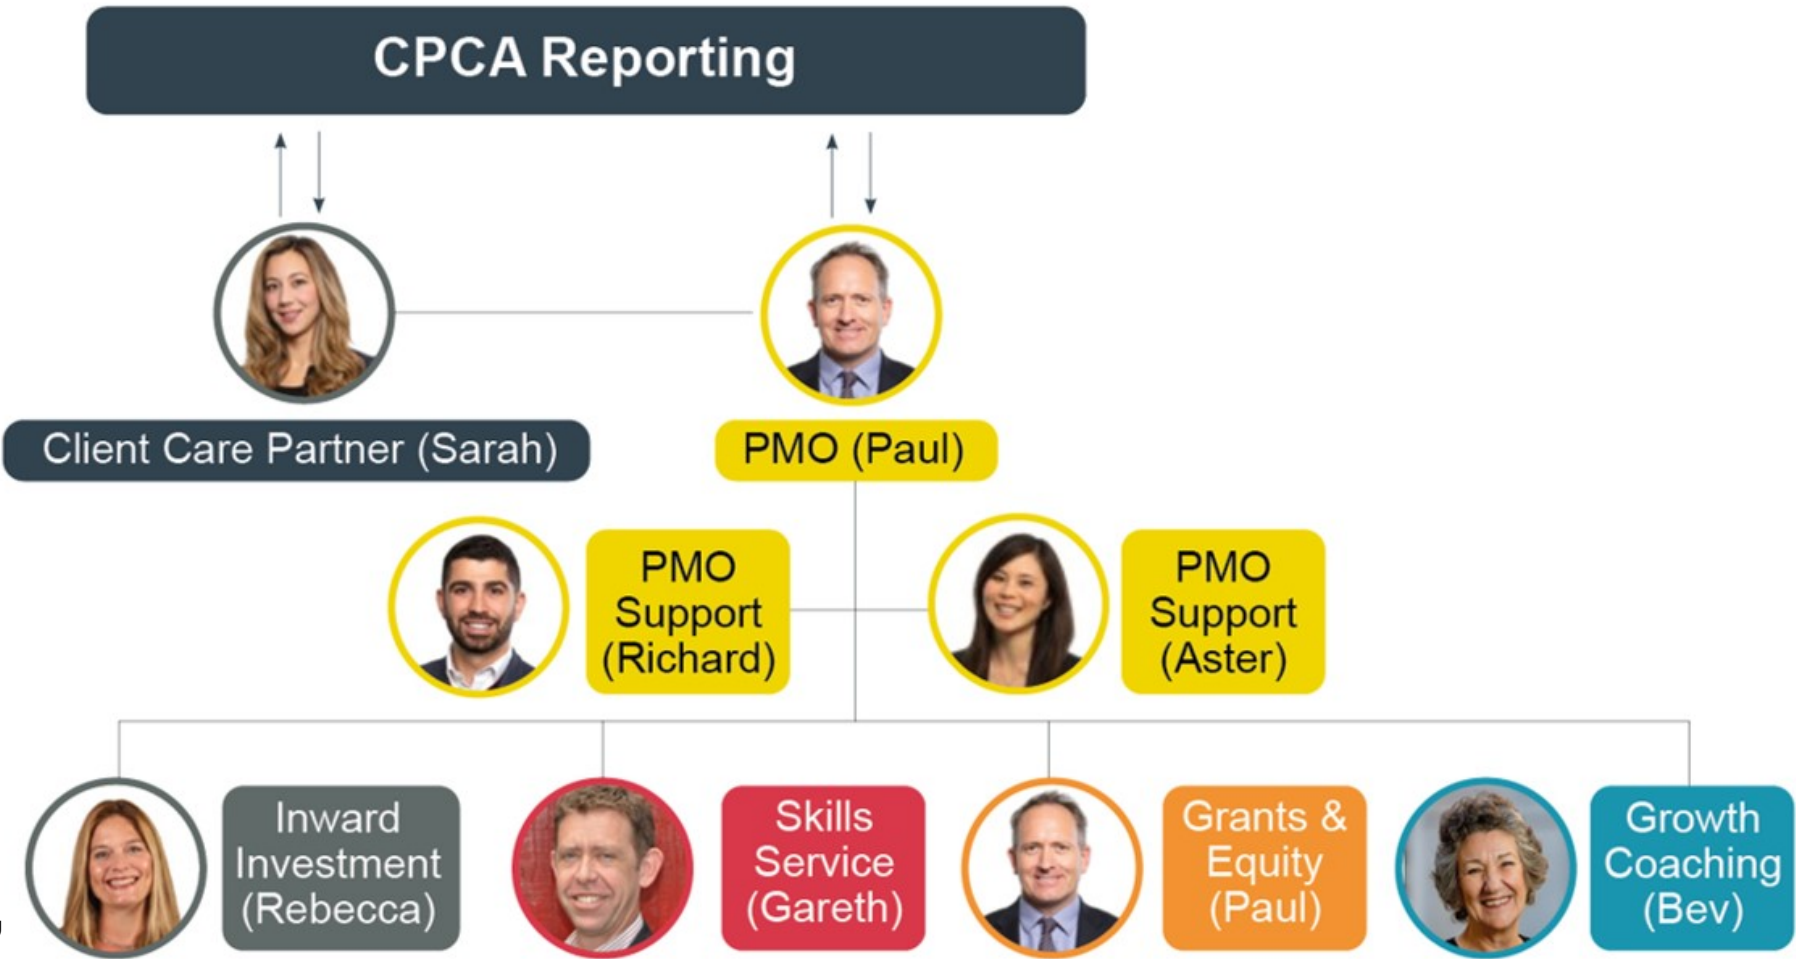 CPCA Reporting
Client Care Partner (Sarah)
PMO (Paul)
PMO
Support
(Richard)
PMO
Support
(Aster)
Inward
Investment
(Rebecca)
Skills
Service
(Gareth)
Grants &
Equity
(Paul)
Growth
Coaching
(Bev)